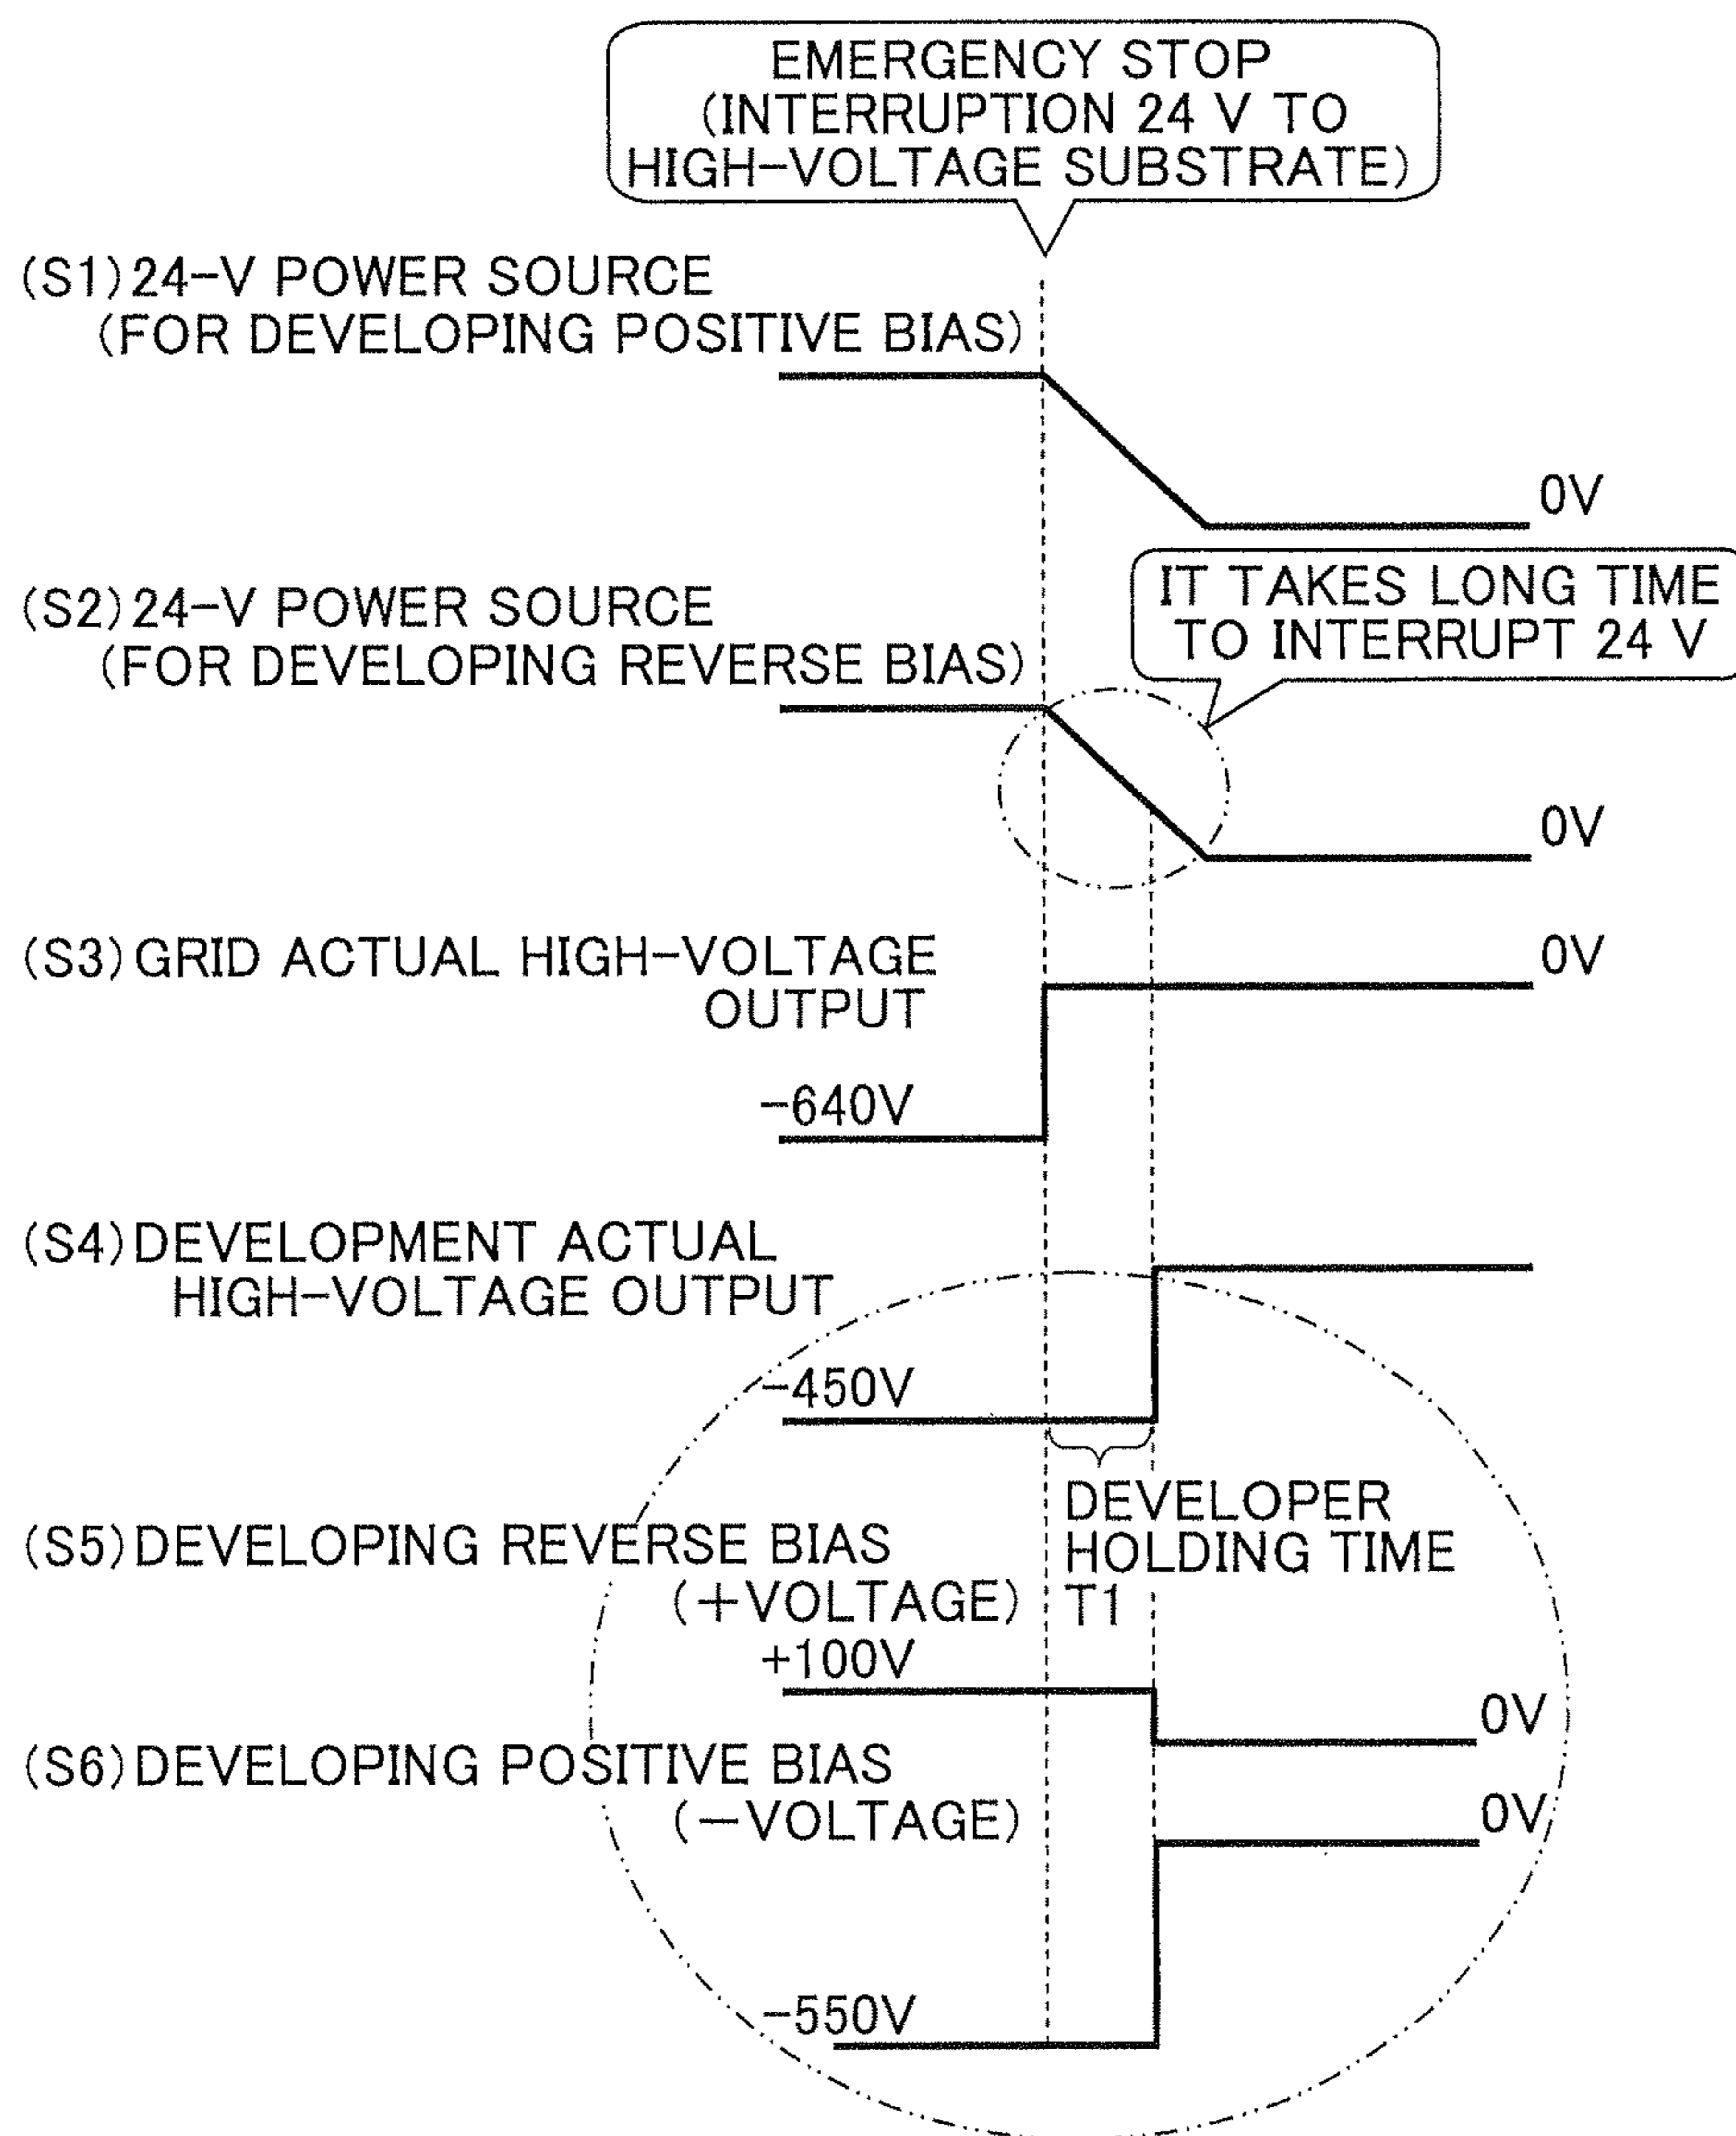 EMERGENCY STOP
(INTERRUPTION 24 V TO
HIGH-VOLTAGE SUBSTRATE)
(S1) 24-V POWER SOURCE
(FOR DEVELOPING POSITIVE BIAS)
0V
(S2) 24-V POWER SOURCE
(FOR DEVELOPING REVERSE BIAS)
IT TAKES LONG TIME
TO INTERRUPT 24 V
0V
(S3) GRID ACTUAL HIGH-VOLTAGE
OUTPUT
0V
-640V
(S4) DEVELOPMENT ACTUAL
HIGH-VOLTAGE OUTPUT
-450V
DEVELOPER
HOLDING TIME
T1
(S5) DEVELOPING REVERSE BIAS
(+VOLTAGE)
+100V
0V
(S6) DEVELOPING POSITIVE BIAS
(-VOLTAGE)
0V
-550V